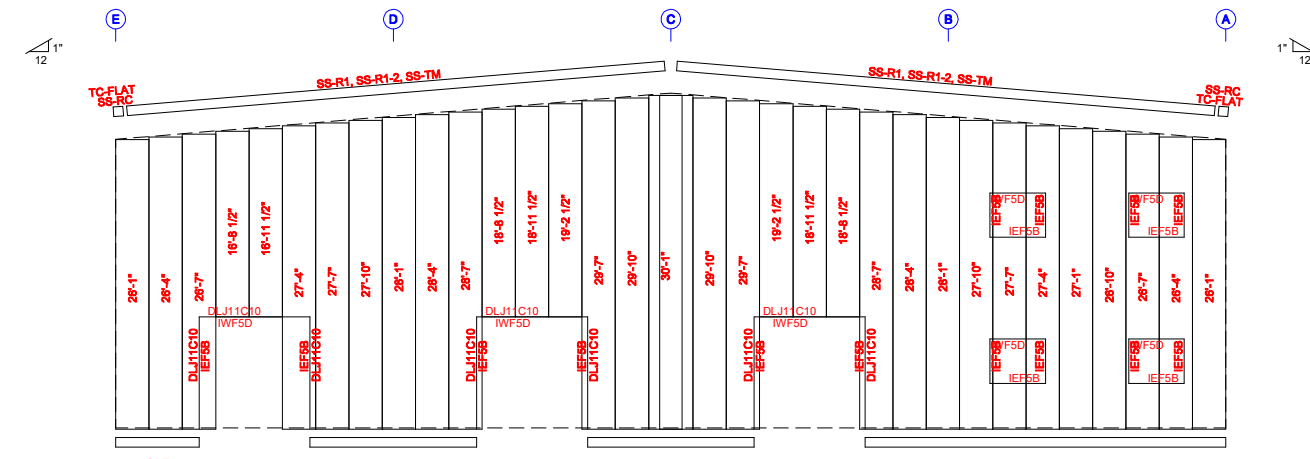 E
D
C
B
A
1"
12
1"
12
SS-R1, SS-R1-2, SS-TM
SS-R1, SS-R1-2, SS-TM
TC-FLAT
SS-RC
SS-RC
TC-FLAT
26'-1"
26'-4"
26'-7"
16'-8 1/2"
16'-11 1/2"
27'-4"
27'-7"
27'-10"
28'-1"
28'-4"
28'-7"
18'-8 1/2"
18'-11 1/2"
19'-2 1/2"
29'-7"
29'-10"
30'-1"
29'-10"
29'-7"
19'-2 1/2"
18'-11 1/2"
18'-8 1/2"
28'-7"
28'-4"
28'-1"
27'-10"
27'-7"
27'-4"
27'-1"
26'-10"
26'-7"
26'-4"
26'-1"
IWF5D
IEF5B
IEF5B
IEF5B
IWF5D
IEF5B
IEF5B
IEF5B
DLJ11C10
IWF5D
DLJ11C10
IEF5B
IEF5B
DLJ11C10
DLJ11C10
IWF5D
DLJ11C10
IEF5B
IEF5B
DLJ11C10
DLJ11C10
IWF5D
DLJ11C10
IEF5B
IEF5B
DLJ11C10
IWF5D
IEF5B
IEF5B
IEF5B
IWF5D
IEF5B
IEF5B
IEF5B